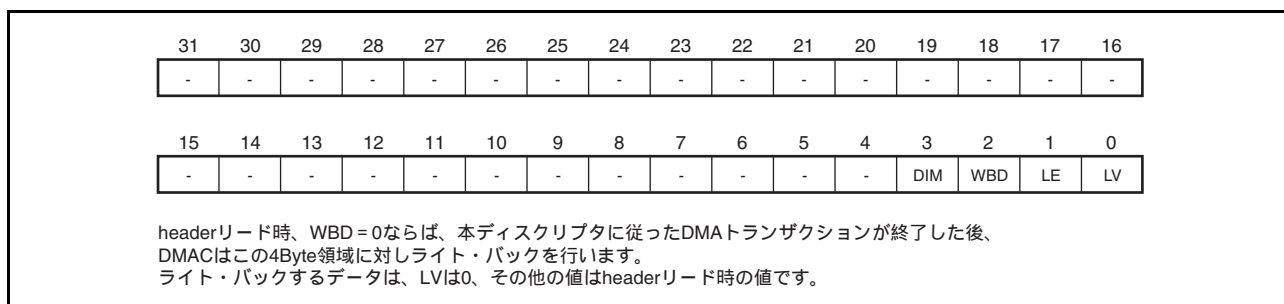 31 30 29 28 27 26 25 24 23 22 21 20 19 18 17 16
- - - - - - - - - - - - - - - -
15 14 13 12 11 10 9 8 7 6 5 4 3 2 1 0
- - - - - - - - - - - - DIM WBD LE LV
headerリード時、WBD = 0ならば、本ディスクリプタに従ったDMAトランザクションが終了した後、
DMACはこの4Byte領域に対しライト・バックを行います。
ライト・バックするデータは、LVは0、その他の値はheaderリード時の値です。